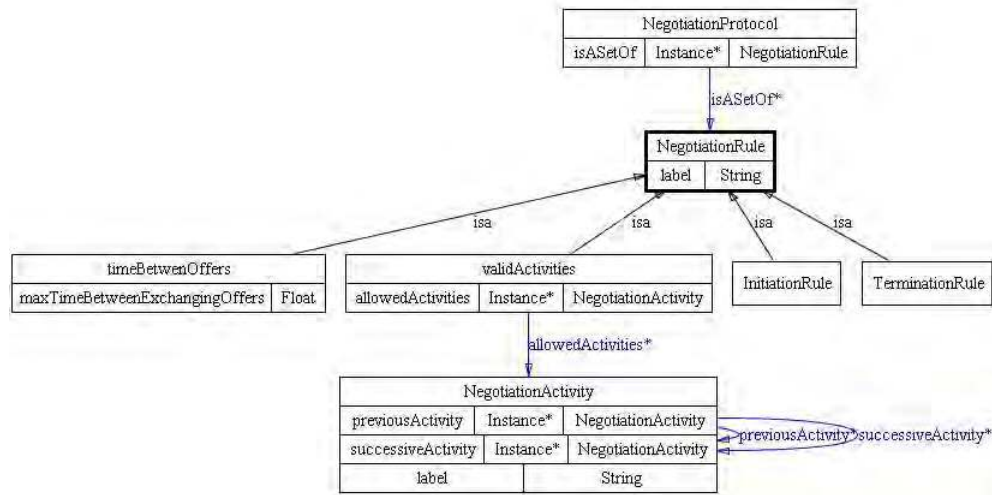 NegotiationProtocol
isASetOf Instance* NegotiationRule
isASetOf*
NegotiationRule
label String
isa isa isa isa
timeBetwenOffers
maxTimeBetweenExchangingOffers Float
validActivities
allowedActivities Instance* NegotiationActivity
InitiationRule
TerminationRule
allowedActivities*
NegotiationActivity
previousActivity Instance* NegotiationActivity
successiveActivity Instance* NegotiationActivity
label String
previousActivity* successiveActivity*